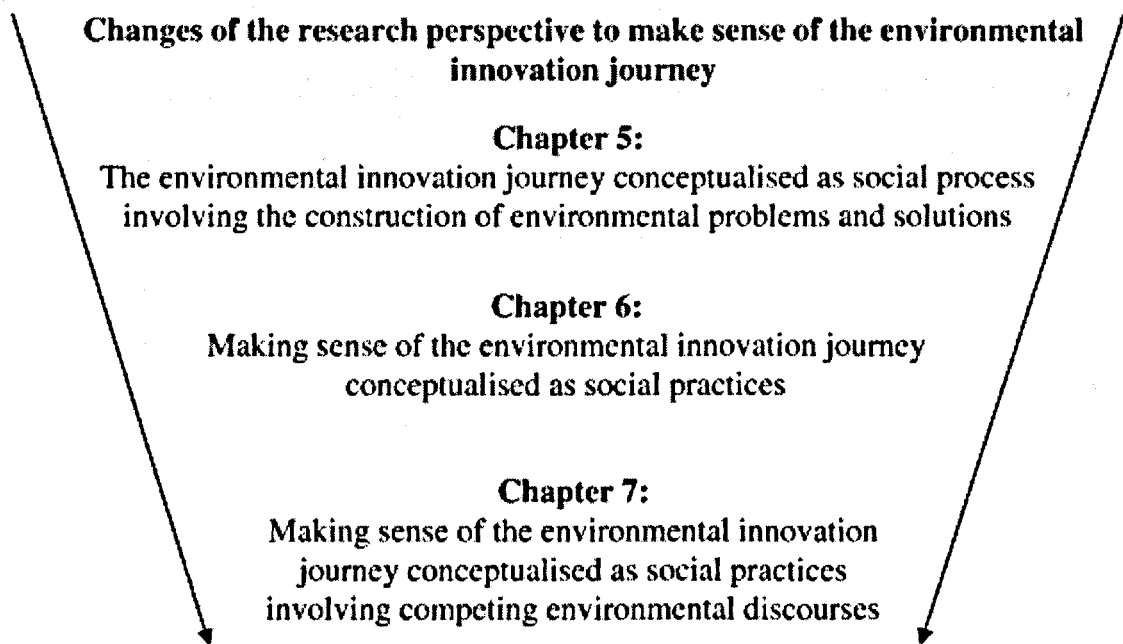 Changes of the research perspective to make sense of the environmental
innovation journey
Chapter 5:
The environmental innovation journey conceptualised as social process
involving the construction of environmental problems and solutions
Chapter 6:
Making sense of the environmental innovation journey
conceptualised as social practices
Chapter 7:
Making sense of the environmental innovation
journey conceptualised as social practices
involving competing environmental discourses